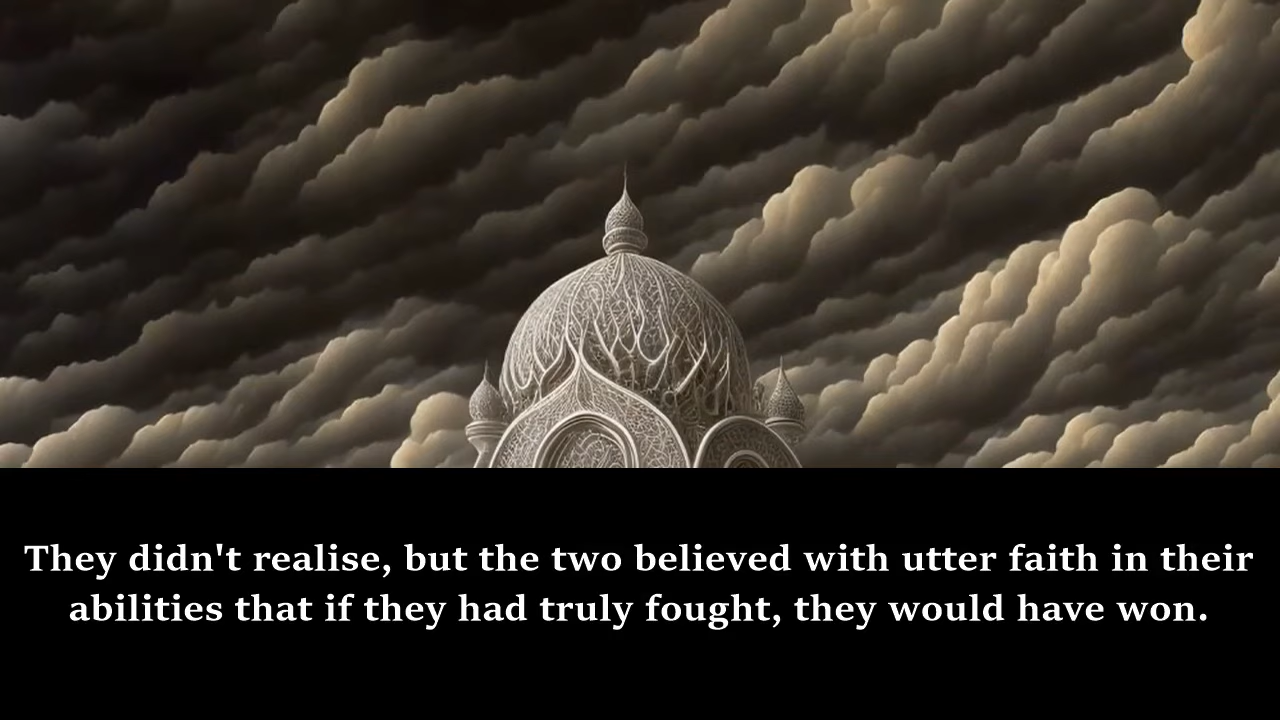 They didn't realise, but the two believed with utter faith in their
abilities that if they had truly fought, they would have won.